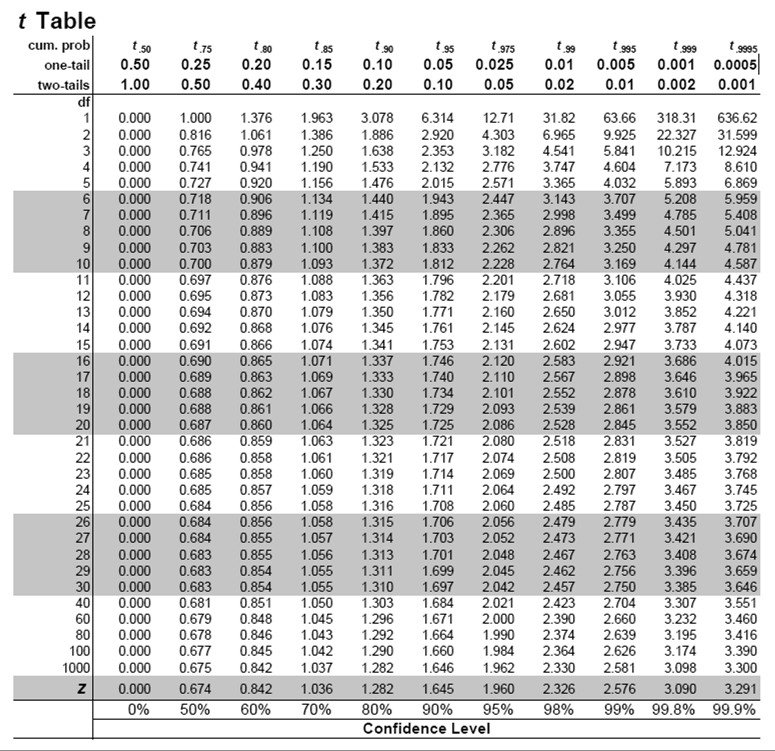 t Table
cum. prob t.50 t.75 t.80 t.85 t.90 t.95 t.975 t.99 t.995 t.999 t.9995
one-tail 0.50 0.25 0.20 0.15 0.10 0.05 0.025 0.01 0.005 0.001 0.0005
two-tails 1.00 0.50 0.40 0.30 0.20 0.10 0.05 0.02 0.01 0.002 0.001
df
1 0.000 1.000 1.376 1.963 3.078 6.314 12.71 31.82 63.66 318.31 636.62
2 0.000 0.816 1.061 1.386 1.886 2.920 4.303 6.965 9.925 22.327 31.599
3 0.000 0.765 0.978 1.250 1.638 2.353 3.182 4.541 5.841 10.215 12.924
4 0.000 0.741 0.941 1.190 1.533 2.132 2.776 3.747 4.604 7.173 8.610
5 0.000 0.727 0.920 1.156 1.476 2.015 2.571 3.365 4.032 5.893 6.869
6 0.000 0.718 0.906 1.134 1.440 1.943 2.447 3.143 3.707 5.208 5.959
7 0.000 0.711 0.896 1.119 1.415 1.895 2.365 2.998 3.499 4.785 5.408
8 0.000 0.706 0.889 1.108 1.397 1.860 2.306 2.896 3.355 4.501 5.041
9 0.000 0.703 0.883 1.100 1.383 1.833 2.262 2.821 3.250 4.297 4.781
10 0.000 0.700 0.879 1.093 1.372 1.812 2.228 2.764 3.169 4.144 4.587
11 0.000 0.697 0.876 1.088 1.363 1.796 2.201 2.718 3.106 4.025 4.437
12 0.000 0.695 0.873 1.083 1.356 1.782 2.179 2.681 3.055 3.930 4.318
13 0.000 0.694 0.870 1.079 1.350 1.771 2.160 2.650 3.012 3.852 4.221
14 0.000 0.692 0.868 1.076 1.345 1.761 2.145 2.624 2.977 3.787 4.140
15 0.000 0.691 0.866 1.074 1.341 1.753 2.131 2.602 2.947 3.733 4.073
16 0.000 0.690 0.865 1.071 1.337 1.746 2.120 2.583 2.921 3.686 4.015
17 0.000 0.689 0.863 1.069 1.333 1.740 2.110 2.567 2.898 3.646 3.965
18 0.000 0.688 0.862 1.067 1.330 1.734 2.101 2.552 2.878 3.610 3.922
19 0.000 0.688 0.861 1.066 1.328 1.729 2.093 2.539 2.861 3.579 3.883
20 0.000 0.687 0.860 1.064 1.325 1.725 2.086 2.528 2.845 3.552 3.850
21 0.000 0.686 0.859 1.063 1.323 1.721 2.080 2.518 2.831 3.527 3.819
22 0.000 0.686 0.858 1.061 1.321 1.717 2.074 2.508 2.819 3.505 3.792
23 0.000 0.685 0.858 1.060 1.319 1.714 2.069 2.500 2.807 3.485 3.768
24 0.000 0.685 0.857 1.059 1.318 1.711 2.064 2.492 2.797 3.467 3.745
25 0.000 0.684 0.856 1.058 1.316 1.708 2.060 2.485 2.787 3.450 3.725
26 0.000 0.684 0.856 1.058 1.315 1.706 2.056 2.479 2.779 3.435 3.707
27 0.000 0.684 0.855 1.057 1.314 1.703 2.052 2.473 2.771 3.421 3.690
28 0.000 0.683 0.855 1.056 1.313 1.701 2.048 2.467 2.763 3.408 3.674
29 0.000 0.683 0.854 1.055 1.311 1.699 2.045 2.462 2.756 3.396 3.659
30 0.000 0.683 0.854 1.055 1.310 1.697 2.042 2.457 2.750 3.385 3.646
40 0.000 0.681 0.851 1.050 1.303 1.684 2.021 2.423 2.704 3.307 3.551
60 0.000 0.679 0.848 1.045 1.296 1.671 2.000 2.390 2.660 3.232 3.460
80 0.000 0.678 0.846 1.043 1.292 1.664 1.990 2.374 2.639 3.195 3.416
100 0.000 0.677 0.845 1.042 1.290 1.660 1.984 2.364 2.626 3.174 3.390
1000 0.000 0.675 0.842 1.037 1.282 1.646 1.962 2.330 2.581 3.098 3.300
z 0.000 0.674 0.842 1.036 1.282 1.645 1.960 2.326 2.576 3.090 3.291
0% 50% 60% 70% 80% 90% 95% 98% 99% 99.8% 99.9%
Confidence Level